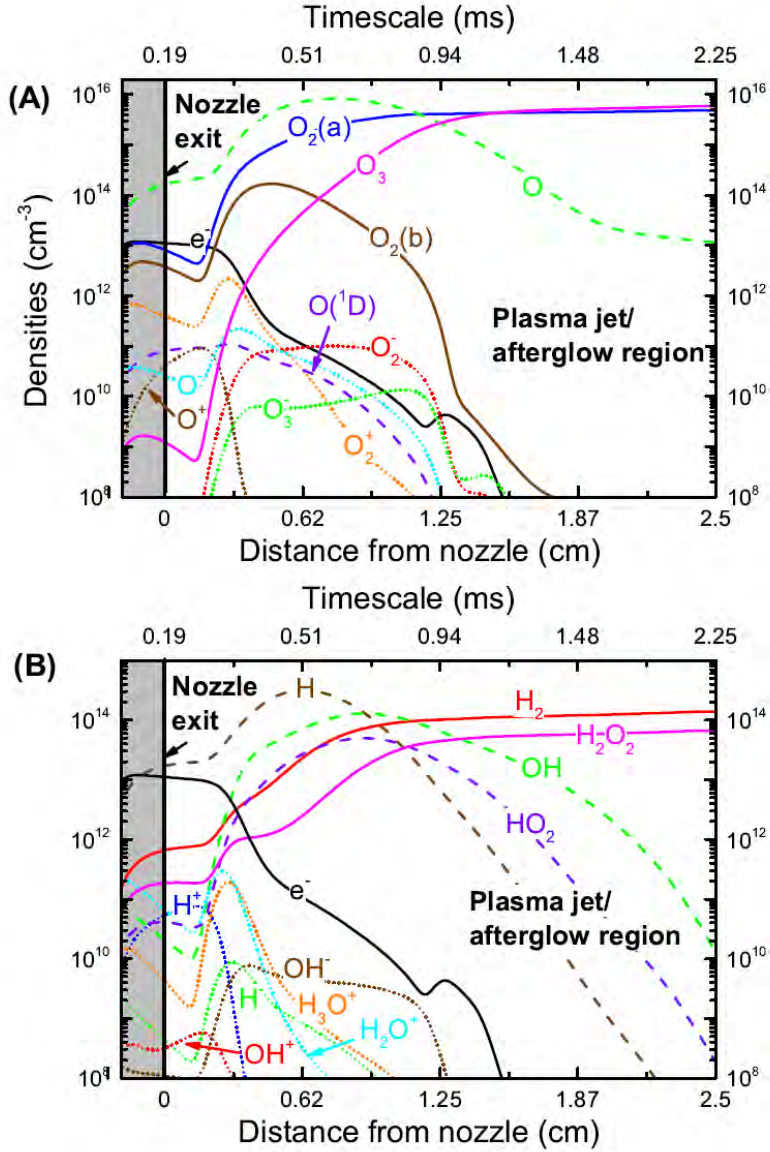 Timescale (ms)
0.19 0.51 0.94 1.48 2.25
(A)
10^16 10^16
Nozzle
exit
O2(a)
O3
O
10^14 10^14
e-
O2(b)
Densities (cm-3)
10^12 10^12
O(1D)
Plasma jet/
afterglow region
O2-
O-
10^10 10^10
O+
O3-
O2+
10^8 10^8
0 0.62 1.25 1.87 2.5
Distance from nozzle (cm)
Timescale (ms)
0.19 0.51 0.94 1.48 2.25
(B)
Nozzle
exit
H
H2
10^14 10^14
H2O2
OH
HO2
10^12 10^12
e-
H+
Plasma jet/
afterglow region
10^10 10^10
OH-
H-
H3O+
H2O+
OH+
10^8 10^8
0 0.62 1.25 1.87 2.5
Distance from nozzle (cm)